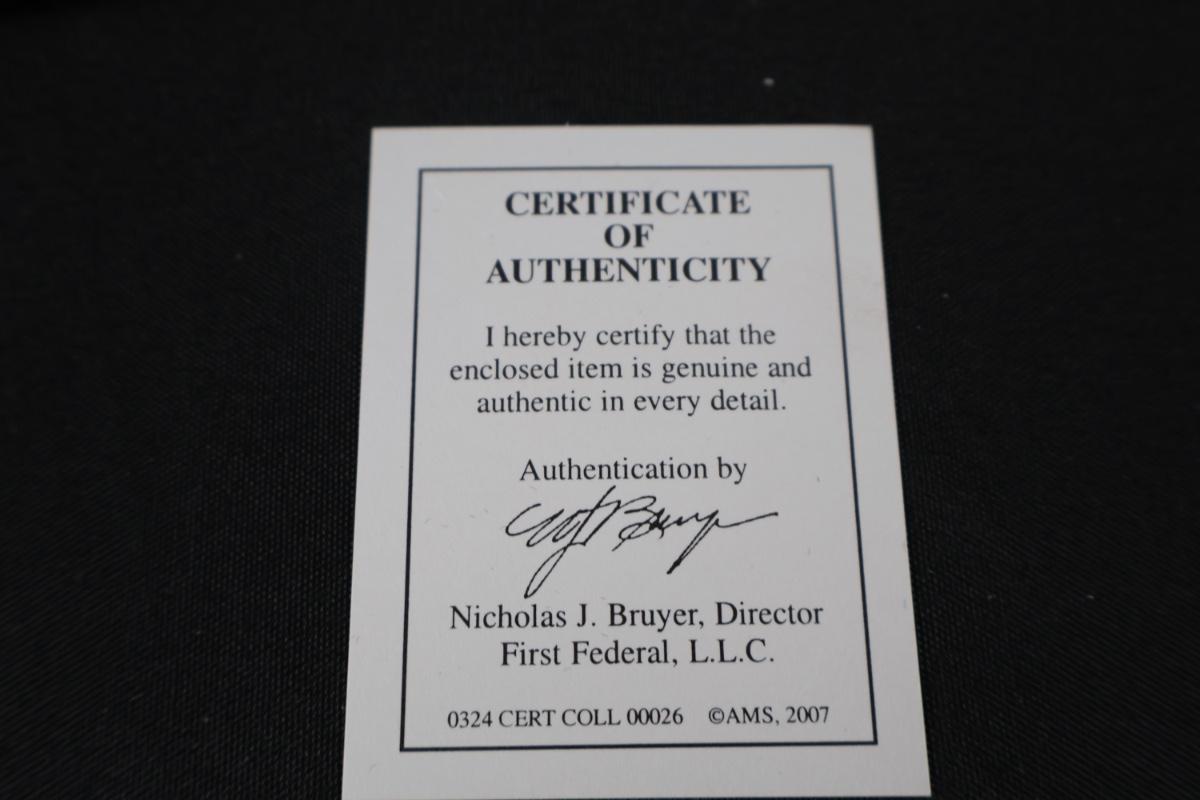 CERTIFICATE
OF
AUTHENTICITY
I hereby certify that the
enclosed item is genuine and
authentic in every detail.
Authentication by
Nicholas J. Bruyer, Director
First Federal, L.L.C.
0324 CERT COLL 00026 ©AMS, 2007